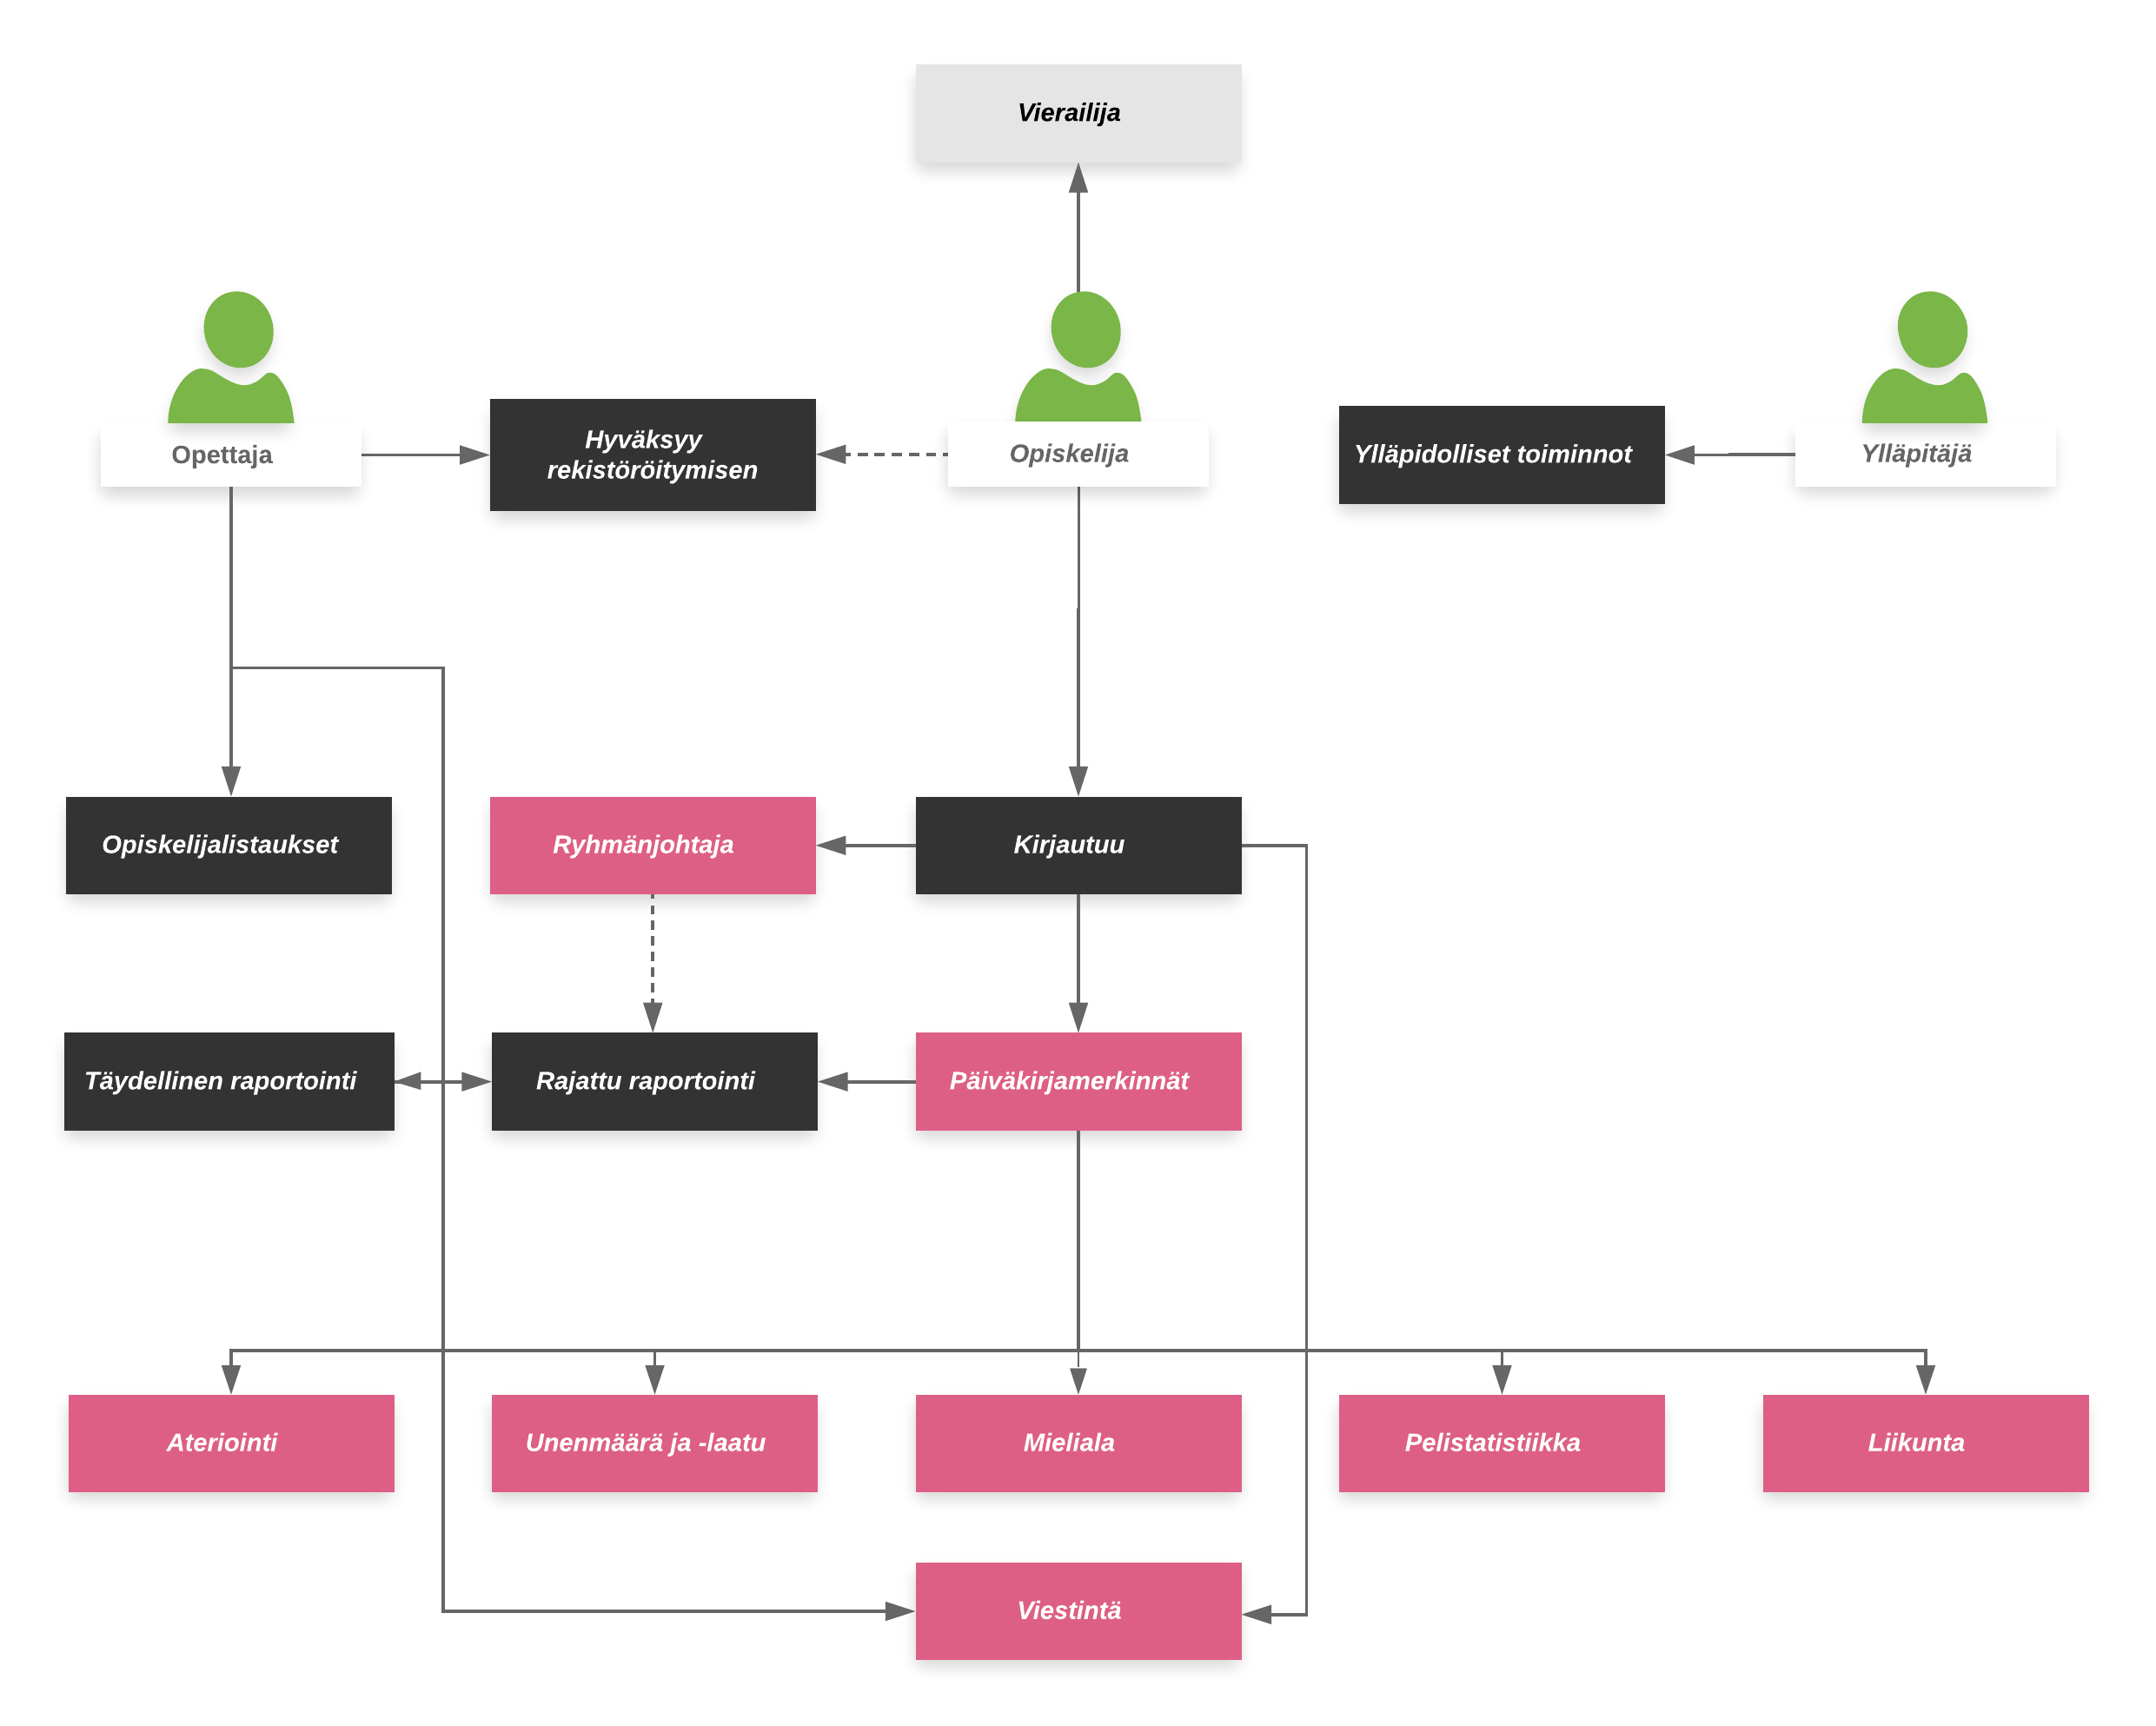 Vierailija
Opettaja
Hyväksyy
rekistöröitymisen
Opiskelija
Ylläpidolliset toiminnot
Ylläpitäjä
Opiskelijalistaukset
Ryhmänjohtaja
Kirjautuu
Täydellinen raportointi
Rajattu raportointi
Päiväkirjamerkinnät
Ateriointi
Unenmäärä ja -laatu
Mieliala
Pelistatistiikka
Liikunta
Viestintä